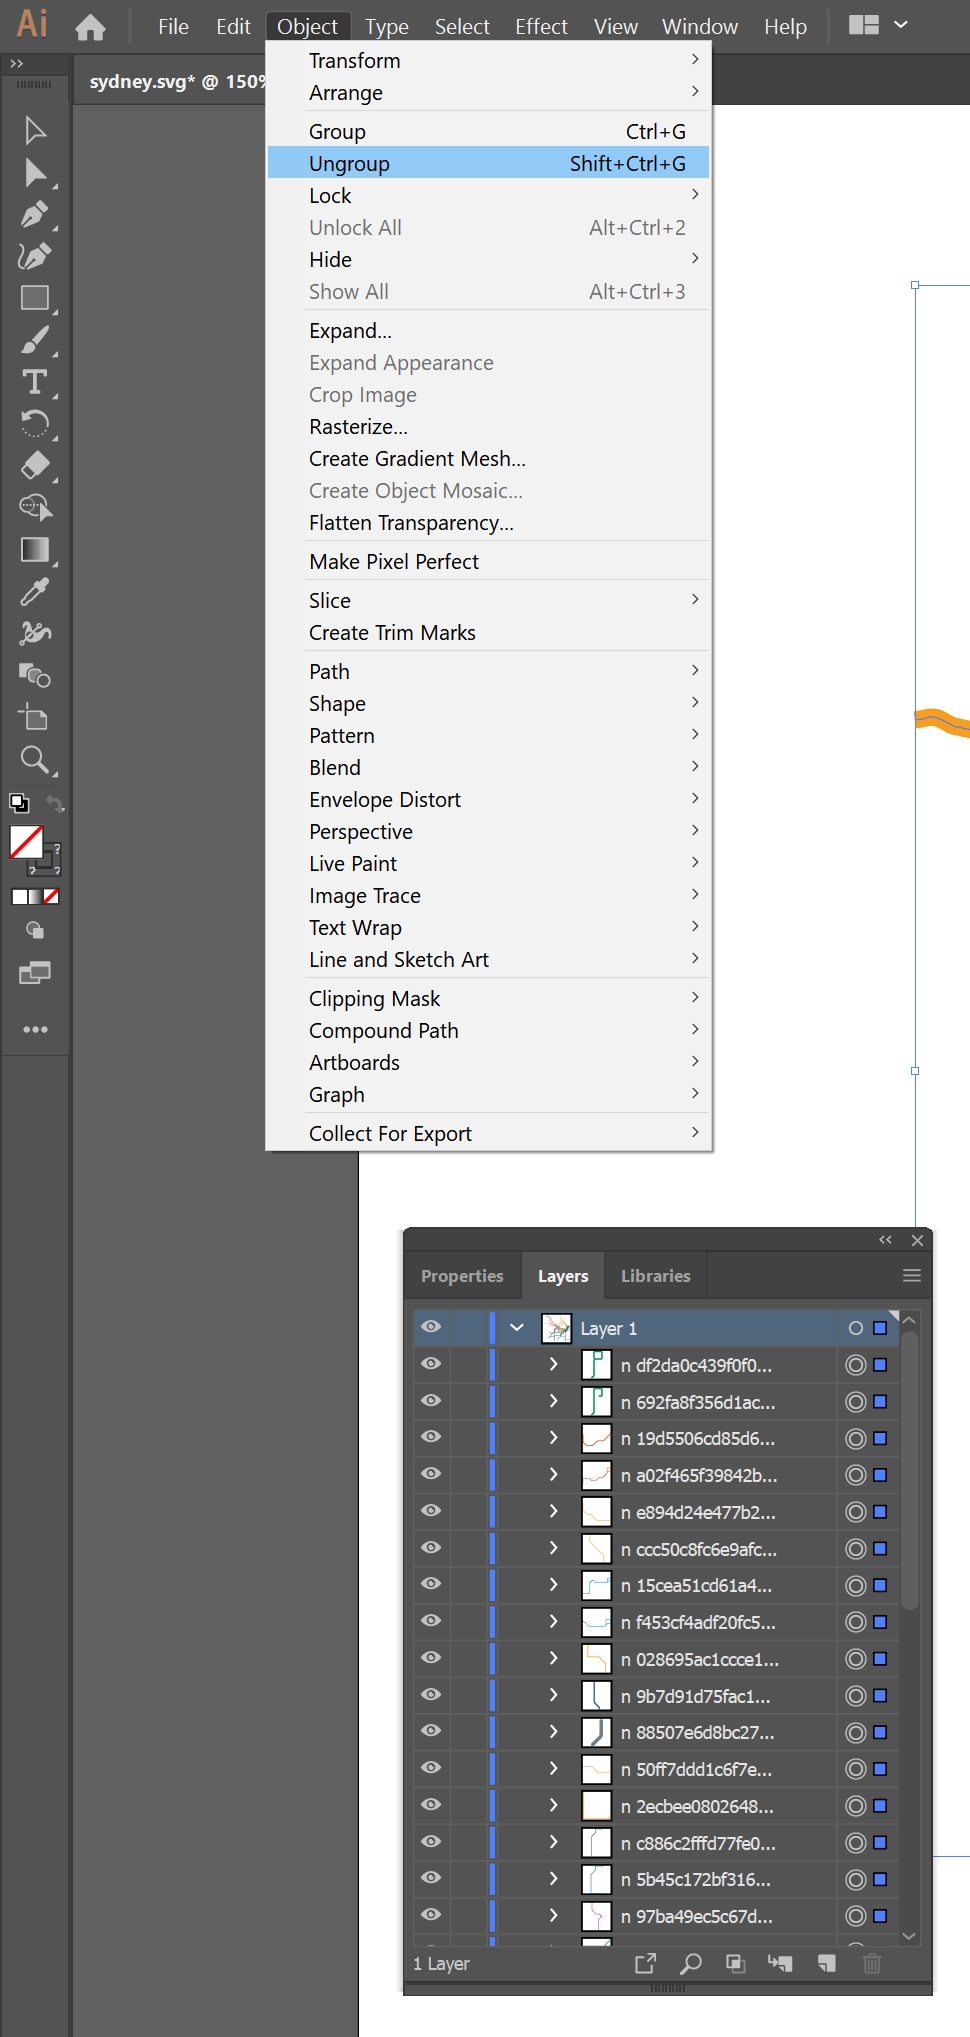 Ai File Edit Object Type Select Effect View Window Help
sydney.svg* @ 150%
Transform
Arrange
Group Ctrl+G
Ungroup Shift+Ctrl+G
Lock
Unlock All Alt+Ctrl+2
Hide
Show All Alt+Ctrl+3
Expand...
Expand Appearance
Crop Image
Rasterize...
Create Gradient Mesh...
Create Object Mosaic...
Flatten Transparency...
Make Pixel Perfect
Slice
Create Trim Marks
Path
Shape
Pattern
Blend
Envelope Distort
Perspective
Live Paint
Image Trace
Text Wrap
Line and Sketch Art
Clipping Mask
Compound Path
Artboards
Graph
Collect For Export
Properties Layers Libraries
Layer 1
n df2da0c439f0f0...
n 692fa8f356d1ac...
n 19d5506cd85d6...
n a02f465f39842b...
n e894d24e477b2...
n ccc50c8fc6e9afc...
n 15cea51cd61a4...
n f453cf4adf20fc5...
n 028695ac1ccce1...
n 9b7d91d75fac1...
n 88507e6d8bc27...
n 50ff7ddd1c6f7e...
n 2ecbee0802648...
n c886c2fffd77fe0...
n 5b45c172bf316...
n 97ba49ec5c67d...
1 Layer